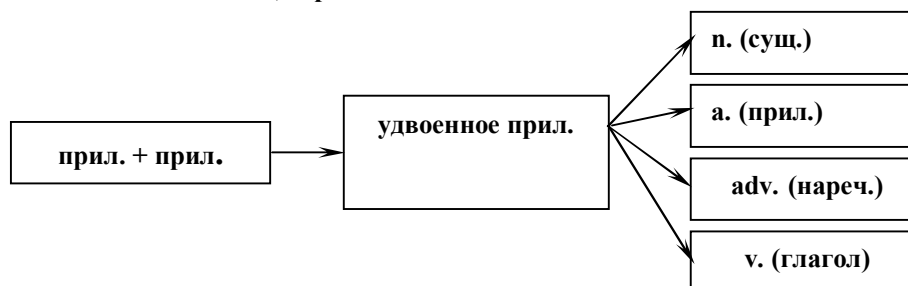 n. (сущ.)
a. (прил.)
удвоенное прил.
прил. + прил.
adv. (нареч.)
v. (глагол)